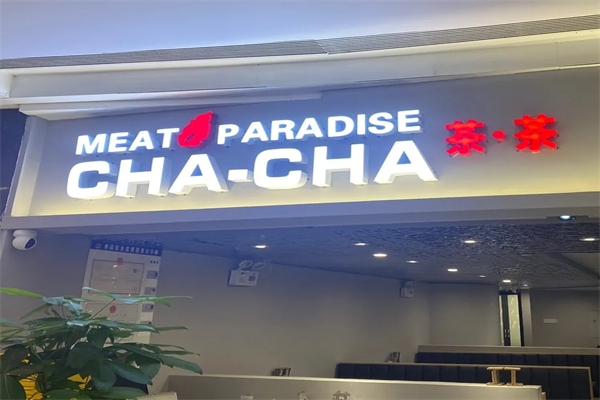 MEAT PARADISE
CHA-CHA 茶·茶